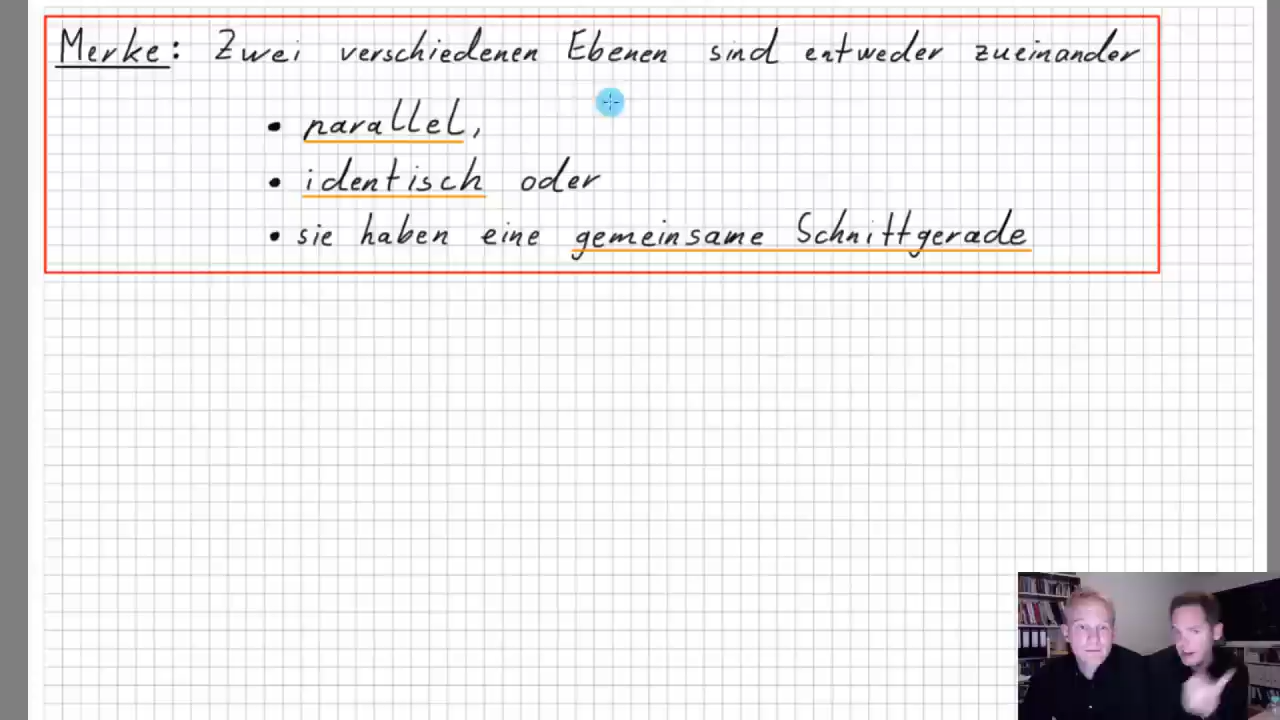 Merke: Zwei verschiedenen Ebenen sind entweder zueinander
• parallel,
• identisch oder
• sie haben eine gemeinsame Schnittgerade